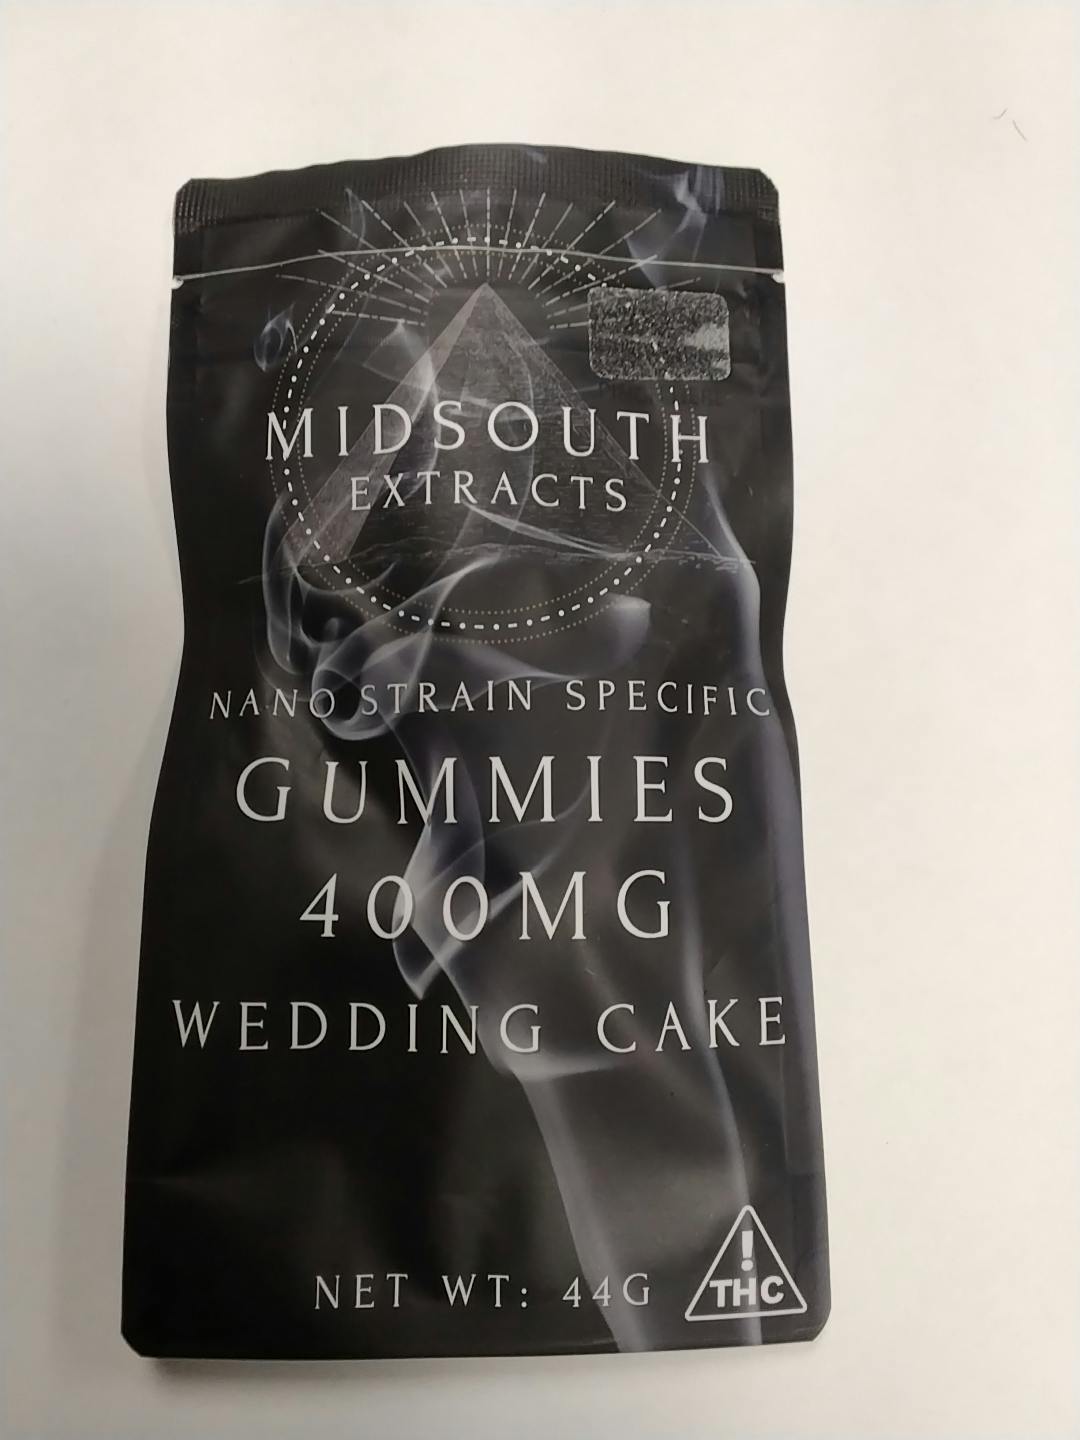 MIDSOUTH
EXTRACTS
NANO STRAIN SPECIFIC
GUMMIES
400MG
WEDDING CAKE
NET WT: 44G
!
THC